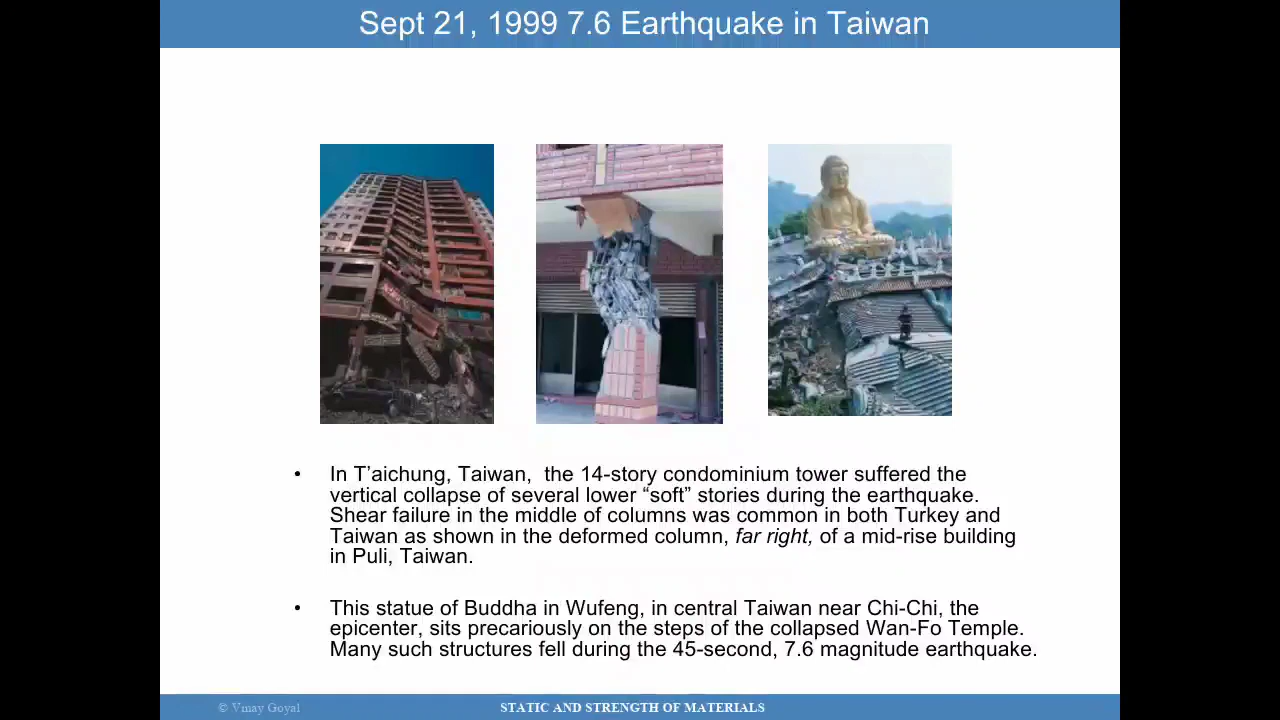 Sept 21, 1999 7.6 Earthquake in Taiwan
• In T’aichung, Taiwan, the 14-story condominium tower suffered the
vertical collapse of several lower “soft” stories during the earthquake.
Shear failure in the middle of columns was common in both Turkey and
Taiwan as shown in the deformed column, far right, of a mid-rise building
in Puli, Taiwan.
• This statue of Buddha in Wufeng, in central Taiwan near Chi-Chi, the
epicenter, sits precariously on the steps of the collapsed Wan-Fo Temple.
Many such structures fell during the 45-second, 7.6 magnitude earthquake.
© Vmay Goyal
STATIC AND STRENGTH OF MATERIALS